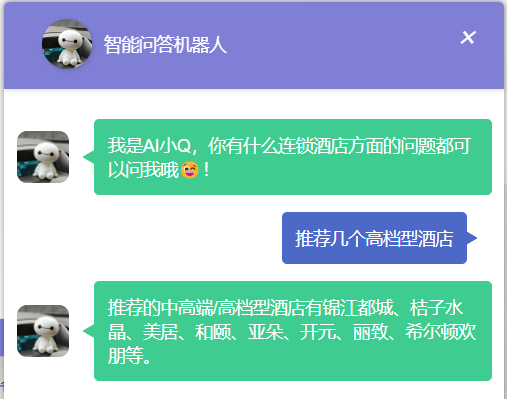 智能问答机器人
×
我是AI小Q，你有什么连锁酒店方面的问题都可
以问我哦🥰！
推荐几个高档型酒店
推荐的中高端/高档型酒店有锦江都城、桔子水
晶、美居、和颐、亚朵、开元、丽致、希尔顿欢
朋等。